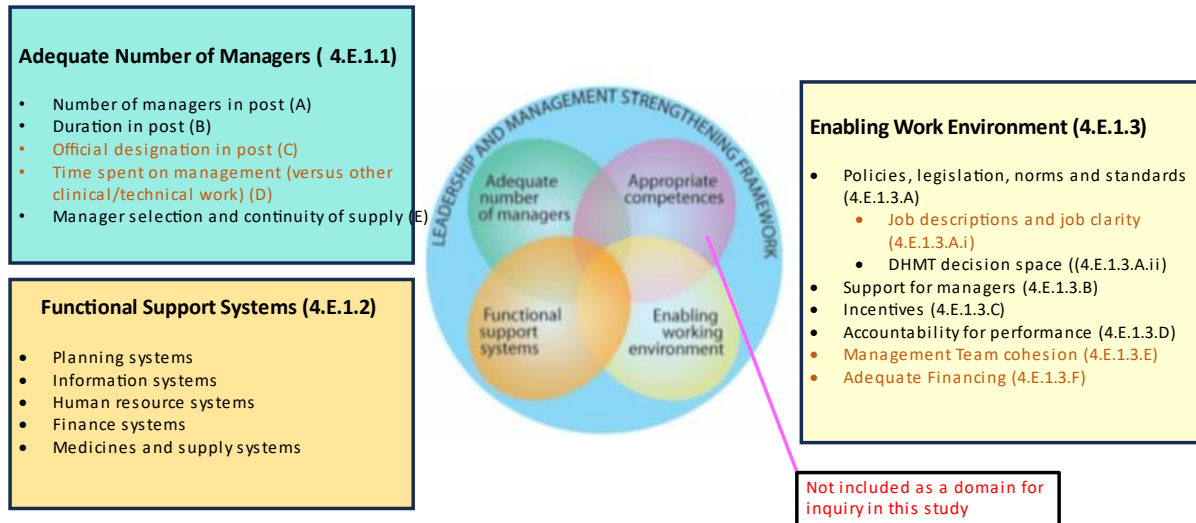 Adequate Number of Managers ( 4.E.1.1)
• Number of managers in post (A)
• Duration in post (B)
• Official designation in post (C)
• Time spent on management (versus other
clinical/technical work) (D)
• Manager selection and continuity of supply (E)
Functional Support Systems (4.E.1.2)
• Planning systems
• Information systems
• Human resource systems
• Finance systems
• Medicines and supply systems
LEADERSHIP AND MANAGEMENT STRENGTHENING FRAMEWORK
Adequate
number
of managers
Appropriate
competences
Functional
support
systems
Enabling
working
environment
Enabling Work Environment (4.E.1.3)
• Policies, legislation, norms and standards
(4.E.1.3.A)
• Job descriptions and job clarity
(4.E.1.3.A.i)
• DHMT decision space ((4.E.1.3.A.ii)
• Support for managers (4.E.1.3.B)
• Incentives (4.E.1.3.C)
• Accountability for performance (4.E.1.3.D)
• Management Team cohesion (4.E.1.3.E)
• Adequate Financing (4.E.1.3.F)
Not included as a domain for
inquiry in this study